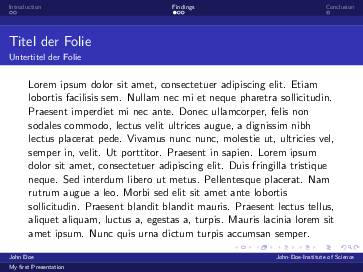 Introduction Findings Conclusion
Titel der Folie
Untertitel der Folie
Lorem ipsum dolor sit amet, consectetuer adipiscing elit. Etiam
lobortis facilisis sem. Nullam nec mi et neque pharetra sollicitudin.
Praesent imperdiet mi nec ante. Donec ullamcorper, felis non
sodales commodo, lectus velit ultrices augue, a dignissim nibh
lectus placerat pede. Vivamus nunc nunc, molestie ut, ultricies vel,
semper in, velit. Ut porttitor. Praesent in sapien. Lorem ipsum
dolor sit amet, consectetuer adipiscing elit. Duis fringilla tristique
neque. Sed interdum libero ut metus. Pellentesque placerat. Nam
rutrum augue a leo. Morbi sed elit sit amet ante lobortis
sollicitudin. Praesent blandit blandit mauris. Praesent lectus tellus,
aliquet aliquam, luctus a, egestas a, turpis. Mauris lacinia lorem sit
amet ipsum. Nunc quis urna dictum turpis accumsan semper.
John Doe John-Doe-Institute of Science
My first Presentation